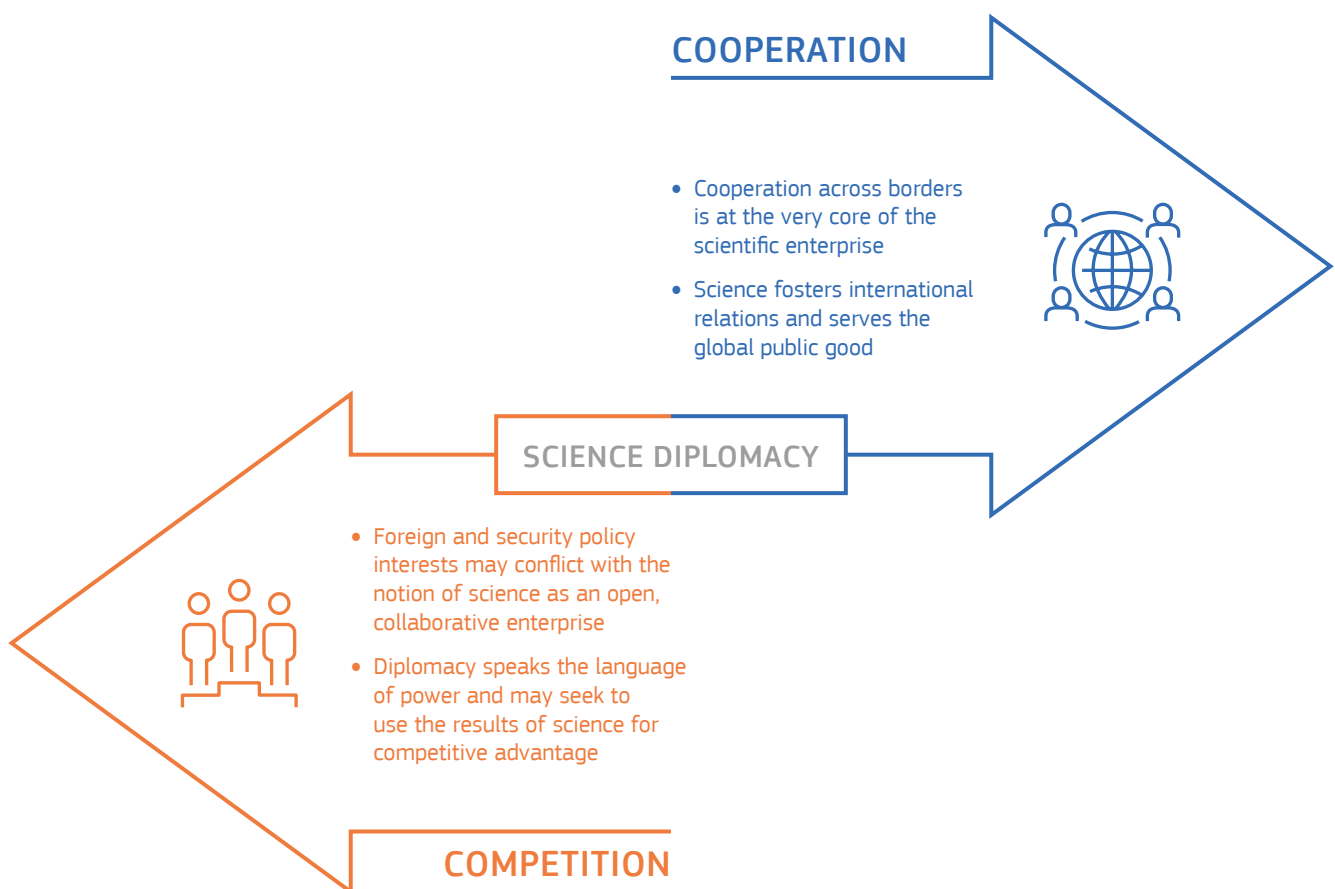 COOPERATION
• Cooperation across borders
is at the very core of the
scientific enterprise
• Science fosters international
relations and serves the
global public good
SCIENCE DIPLOMACY
• Foreign and security policy
interests may conflict with the
notion of science as an open,
collaborative enterprise
• Diplomacy speaks the language
of power and may seek to
use the results of science for
competitive advantage
COMPETITION